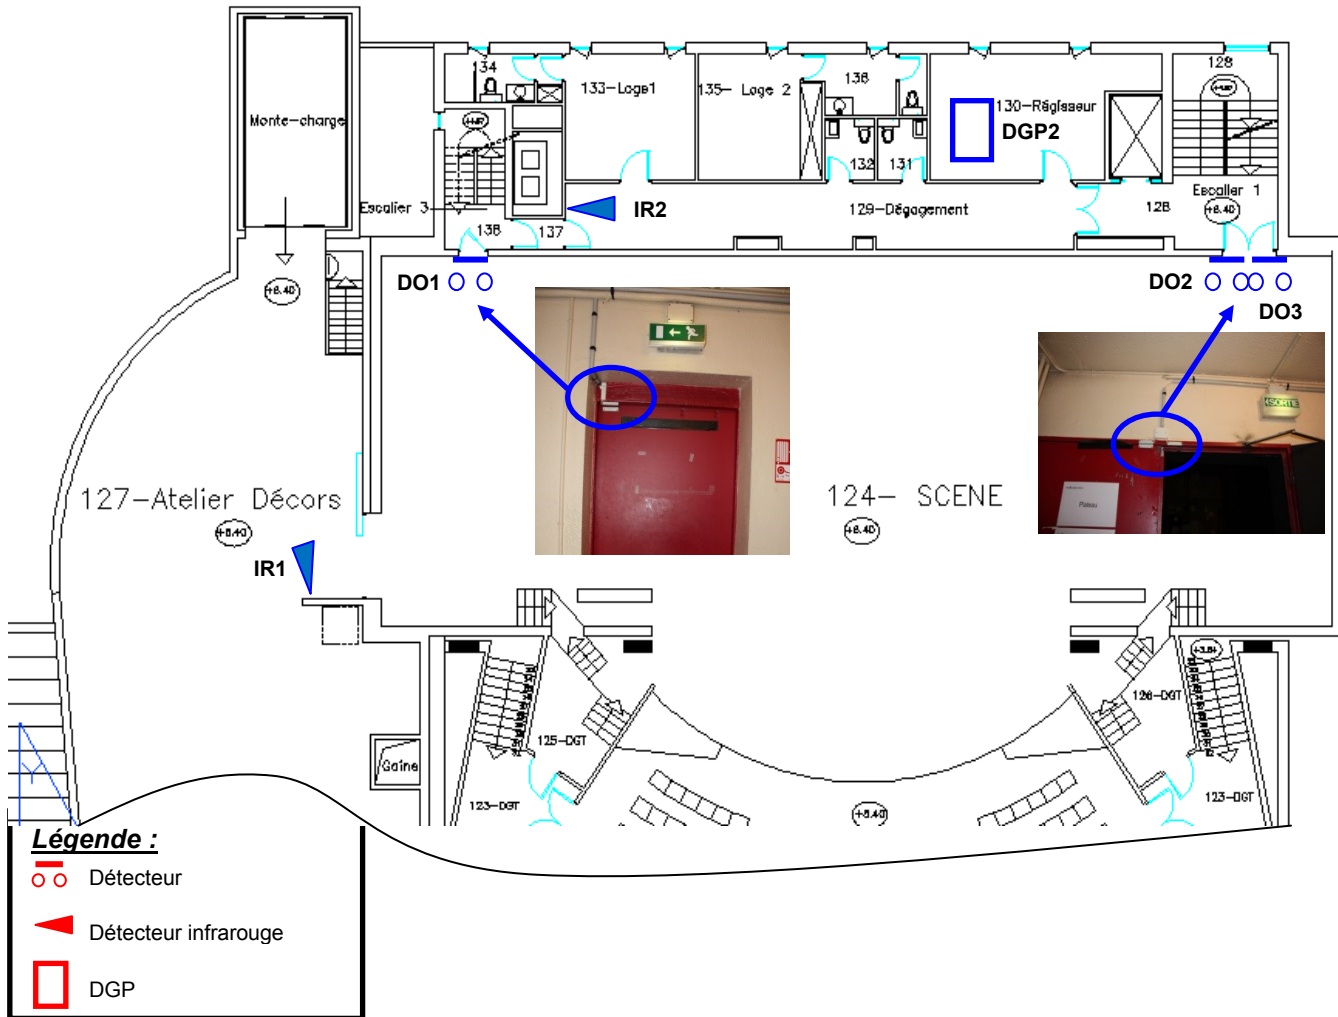 128
134
133-Loge1
135- Loge 2
136
130-Régisseur
DGP2
Monte-charge
132
131
Escalier 3
IR2
129-Dégagement
128
Escalier 1
+8.40
138
137
DO1
DO2
DO3
+8.40
SORTIE
127-Atelier Décors
+8.40
124- SCENE
+8.40
IR1
125-DGT
126-DGT
Gaine
123-DGT
123-DGT
+8.40
Légende :
Détecteur
Détecteur infrarouge
DGP